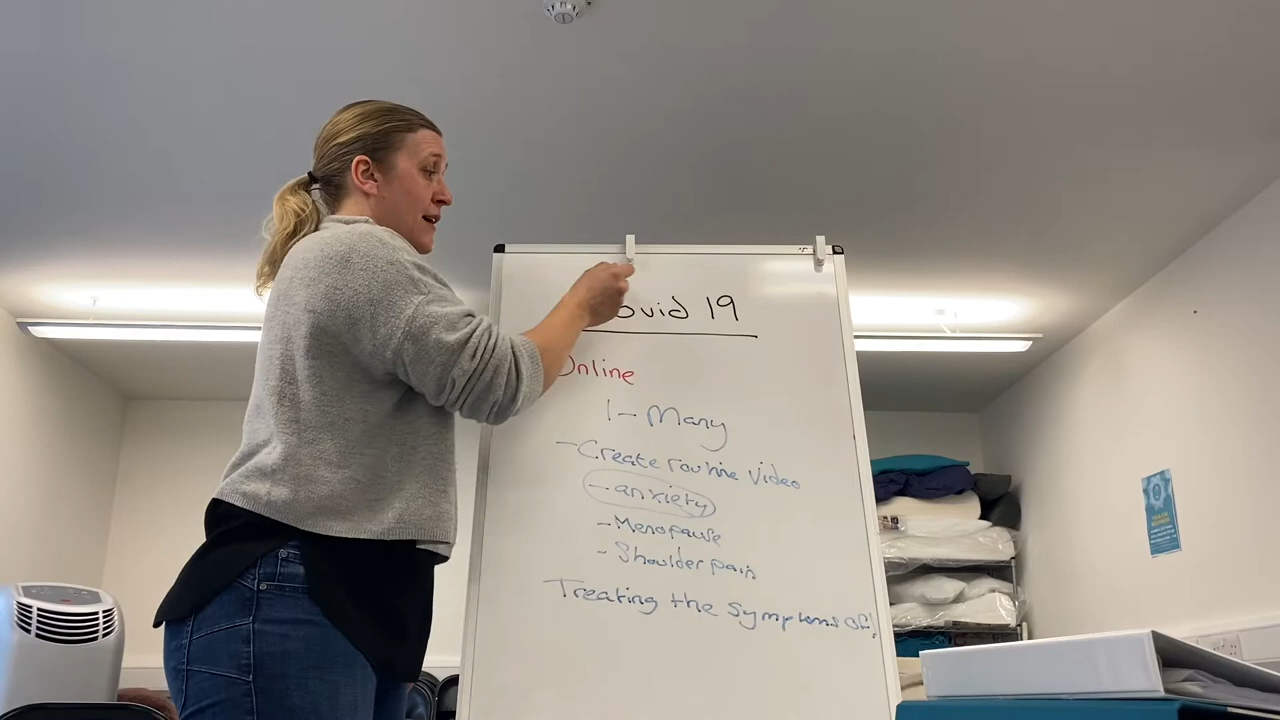 ovid 19
Online
1 - Many
- Create routine video
- anxiety
- Menopause
- Shoulder pain
Treating the symptoms of!